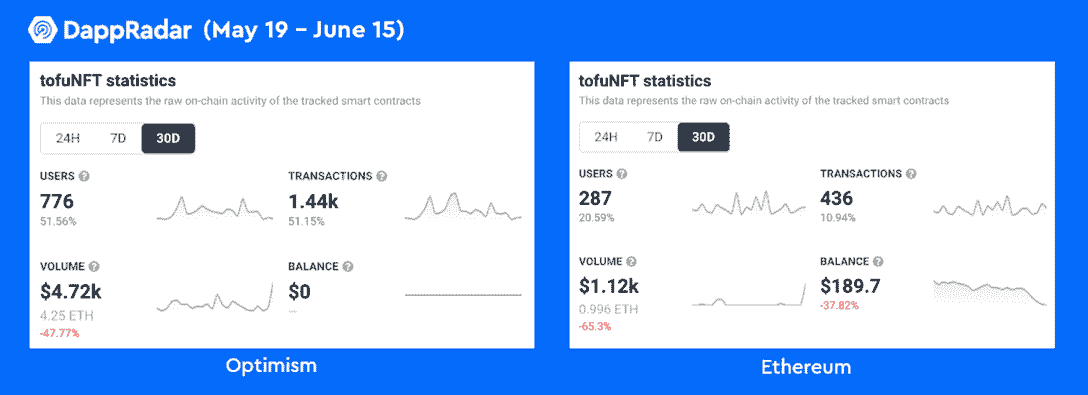 DappRadar (May 19 – June 15)
tofuNFT statistics
This data represents the raw on-chain activity of the tracked smart contracts
24H 7D 30D
USERS ? TRANSACTIONS ?
776 1.44k
51.56% 51.15%
VOLUME ? BALANCE ?
$4.72k $0
4.25 ETH —
-47.77%
Optimism
tofuNFT statistics
This data represents the raw on-chain activity of the tracked smart contracts
24H 7D 30D
USERS ? TRANSACTIONS ?
287 436
20.59% 10.94%
VOLUME ? BALANCE ?
$1.12k $189.7
0.996 ETH -37.82%
-65.3%
Ethereum